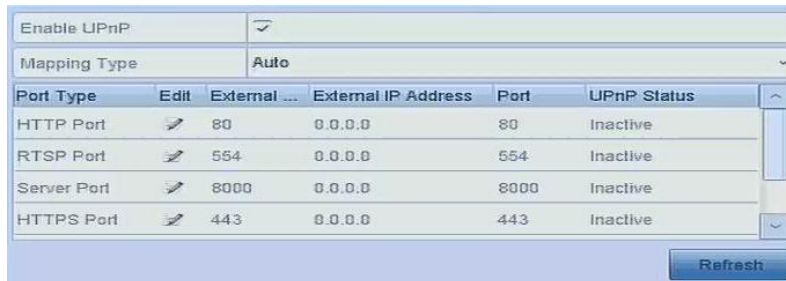 Enable UPnP
Mapping Type Auto
Port Type Edit External ... External IP Address Port UPnP Status
HTTP Port 80 0.0.0.0 80 Inactive
RTSP Port 554 0.0.0.0 554 Inactive
Server Port 8000 0.0.0.0 8000 Inactive
HTTPS Port 443 0.0.0.0 443 Inactive
Refresh